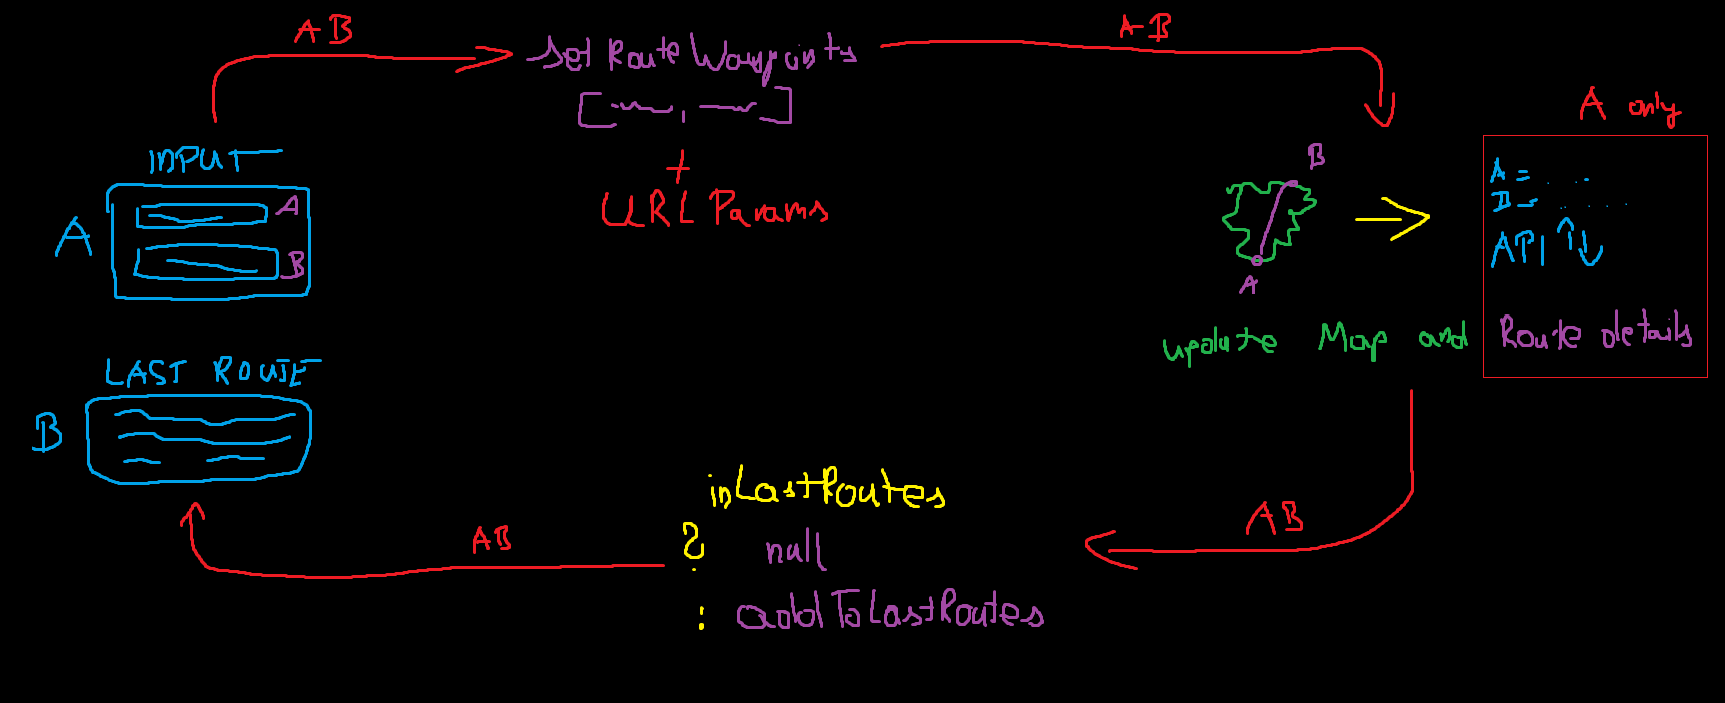 AB
Set Route Waypoints
[ , ]
+
URL Params
AB
A only
INPUT
A
A
B
B
A
A = . ..
B = .. .....
API ↑↓
update Map and Route details
LAST ROUTE
B
AB
inLastRoutes
? null
: addToLastRoutes
AB